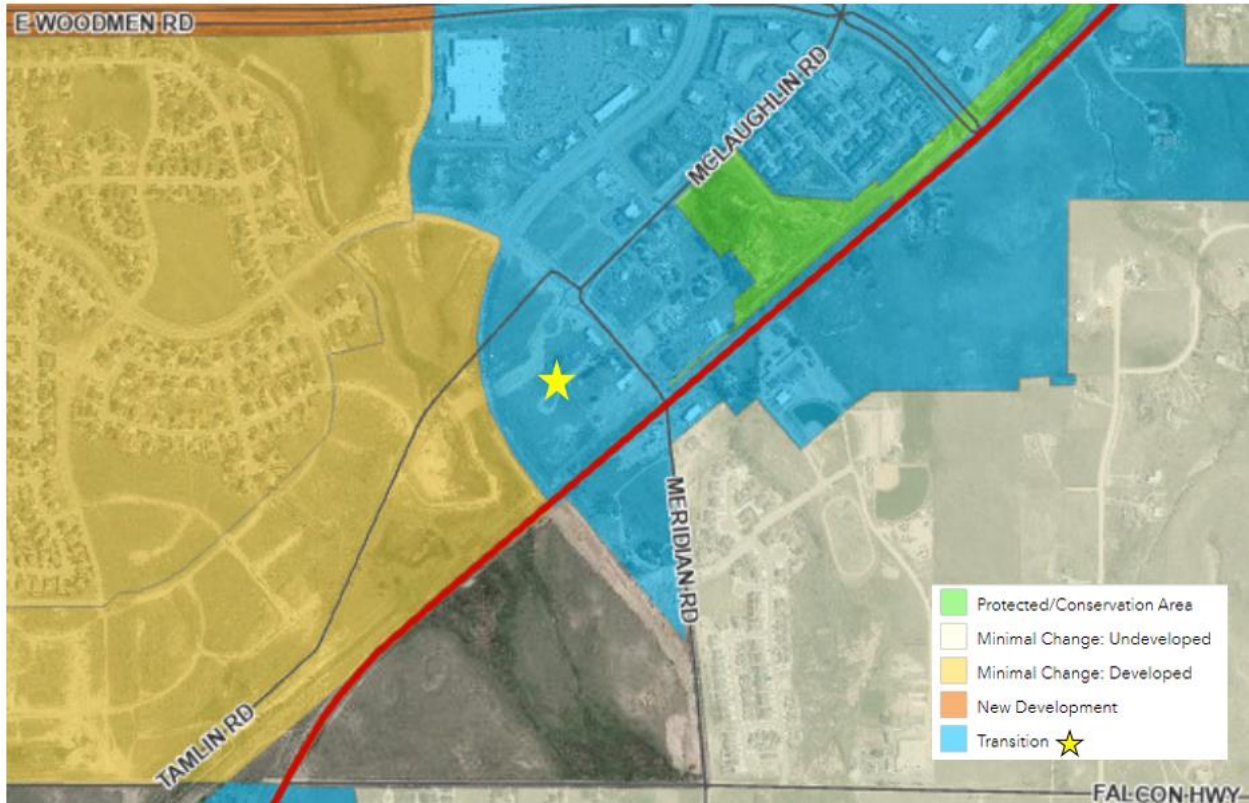 E WOODMEN RD
MCLAUGHLIN RD
MERIDIAN RD
Protected/Conservation Area
Minimal Change: Undeveloped
Minimal Change: Developed
New Development
Transition
TAMLIN RD
FALCON HWY